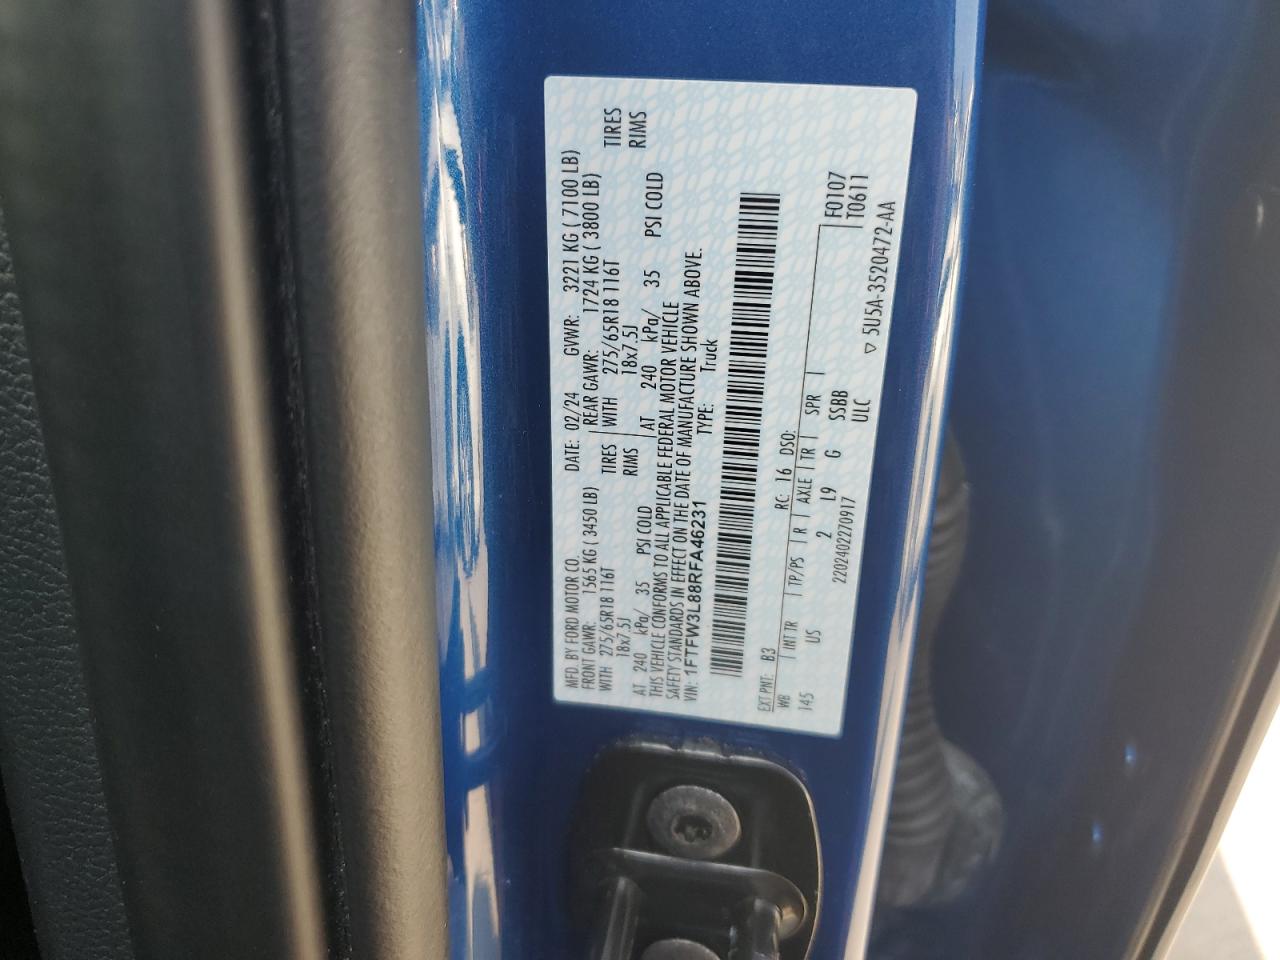 MFD. BY FORD MOTOR CO. DATE: 02/24 GVWR: 3221 KG ( 7100 LB)
FRONT GAWR: 1565 KG ( 3450 LB) REAR GAWR: 1724 KG ( 3800 LB)
WITH 275/65R18 116T TIRES WITH 275/65R18 116T TIRES
18x7.5J RIMS 18x7.5J RIMS
AT 240 kPa/ 35 PSI COLD AT 240 kPa/ 35 PSI COLD
THIS VEHICLE CONFORMS TO ALL APPLICABLE FEDERAL MOTOR VEHICLE
SAFETY STANDARDS IN EFFECT ON THE DATE OF MANUFACTURE SHOWN ABOVE.
VIN: 1FTFW3L88RFA46231 TYPE: Truck
EXT PNT: B3 RC: 16 DSO:
WB INT TR TP/PS R AXLE TR SPR
145 US 2 L9 G SSBB F0107
ULC T0611
2202402270917
▽ 5U5A-3520472-AA